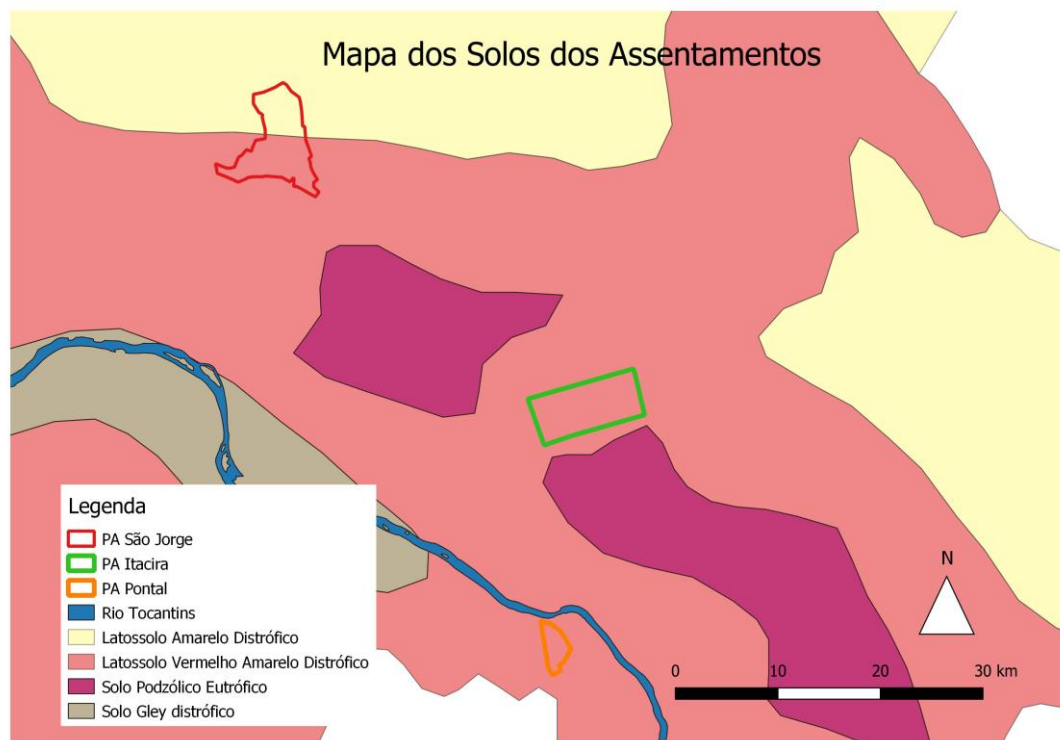 Mapa dos Solos dos Assentamentos
Legenda
PA São Jorge
PA Itacira
PA Pontal
Rio Tocantins
Latossolo Amarelo Distrófico
Latossolo Vermelho Amarelo Distrófico
Solo Podzólico Eutrófico
Solo Gley distrófico
N
0 10 20 30 km